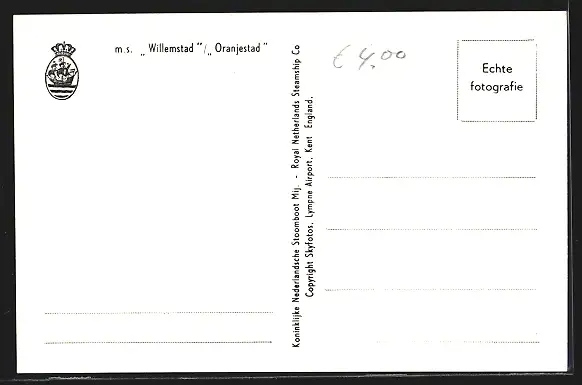 m.s. „Willemstad"/„Oranjestad"
Koninklijke Nederlandsche Stoomboot Mij. - Royal Netherlands Steamship Co
Copyright Skyfotos, Lympne Airport, Kent England.
€ 4,00
Echte
fotografie